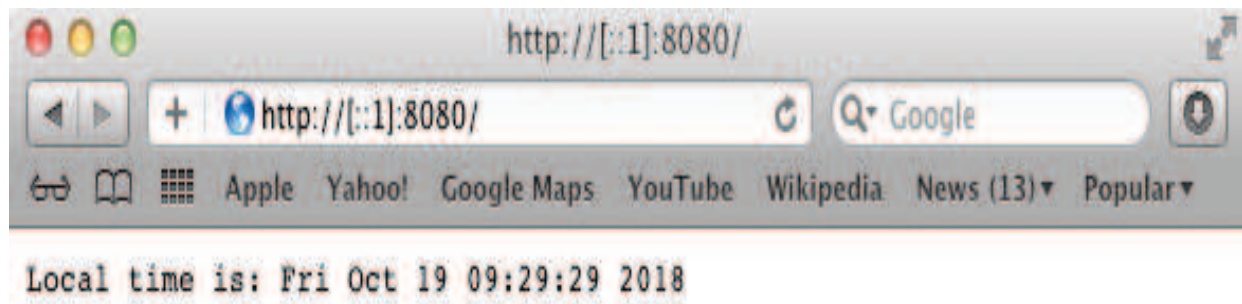 http://[::1]:8080/
http://[::1]:8080/ Google
Apple Yahoo! Google Maps YouTube Wikipedia News (13)▾ Popular▾
Local time is: Fri Oct 19 09:29:29 2018